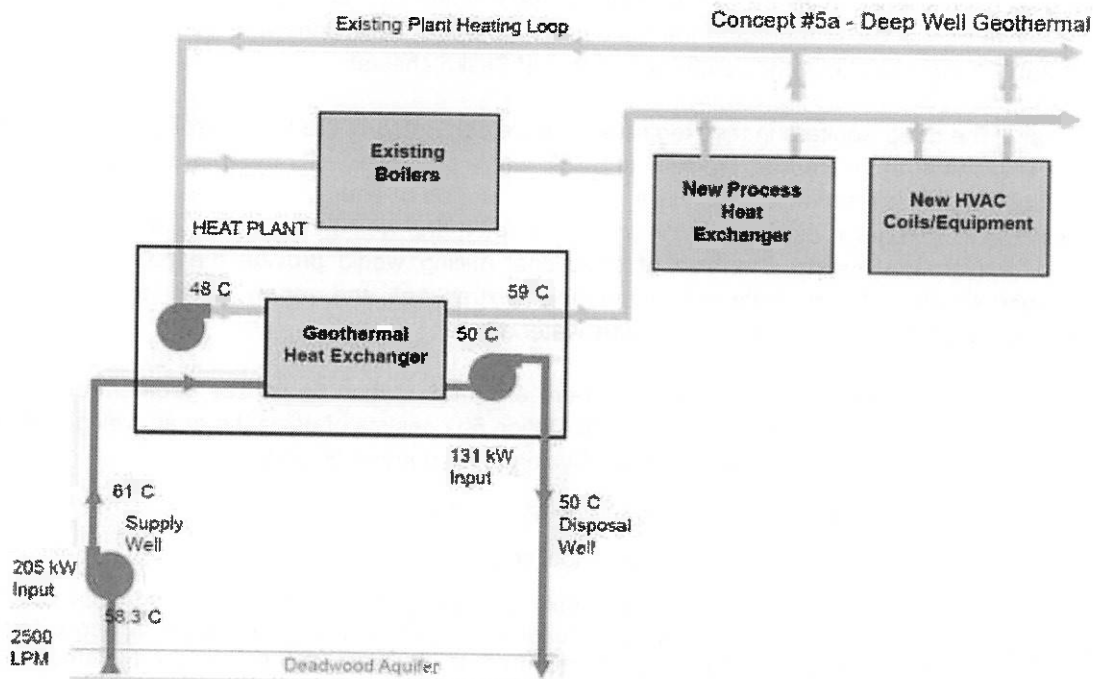 Concept #5a - Deep Well Geothermal
Existing Plant Heating Loop
Existing
Boilers
New Process
Heat
Exchanger
New HVAC
Coils/Equipment
HEAT PLANT
48 C
59 C
Geothermal
Heat Exchanger
50 C
131 kW
Input
61 C
Supply
Well
50 C
Disposal
Well
205 kW
Input
58.3 C
2500
LPM
Deadwood Aquifer